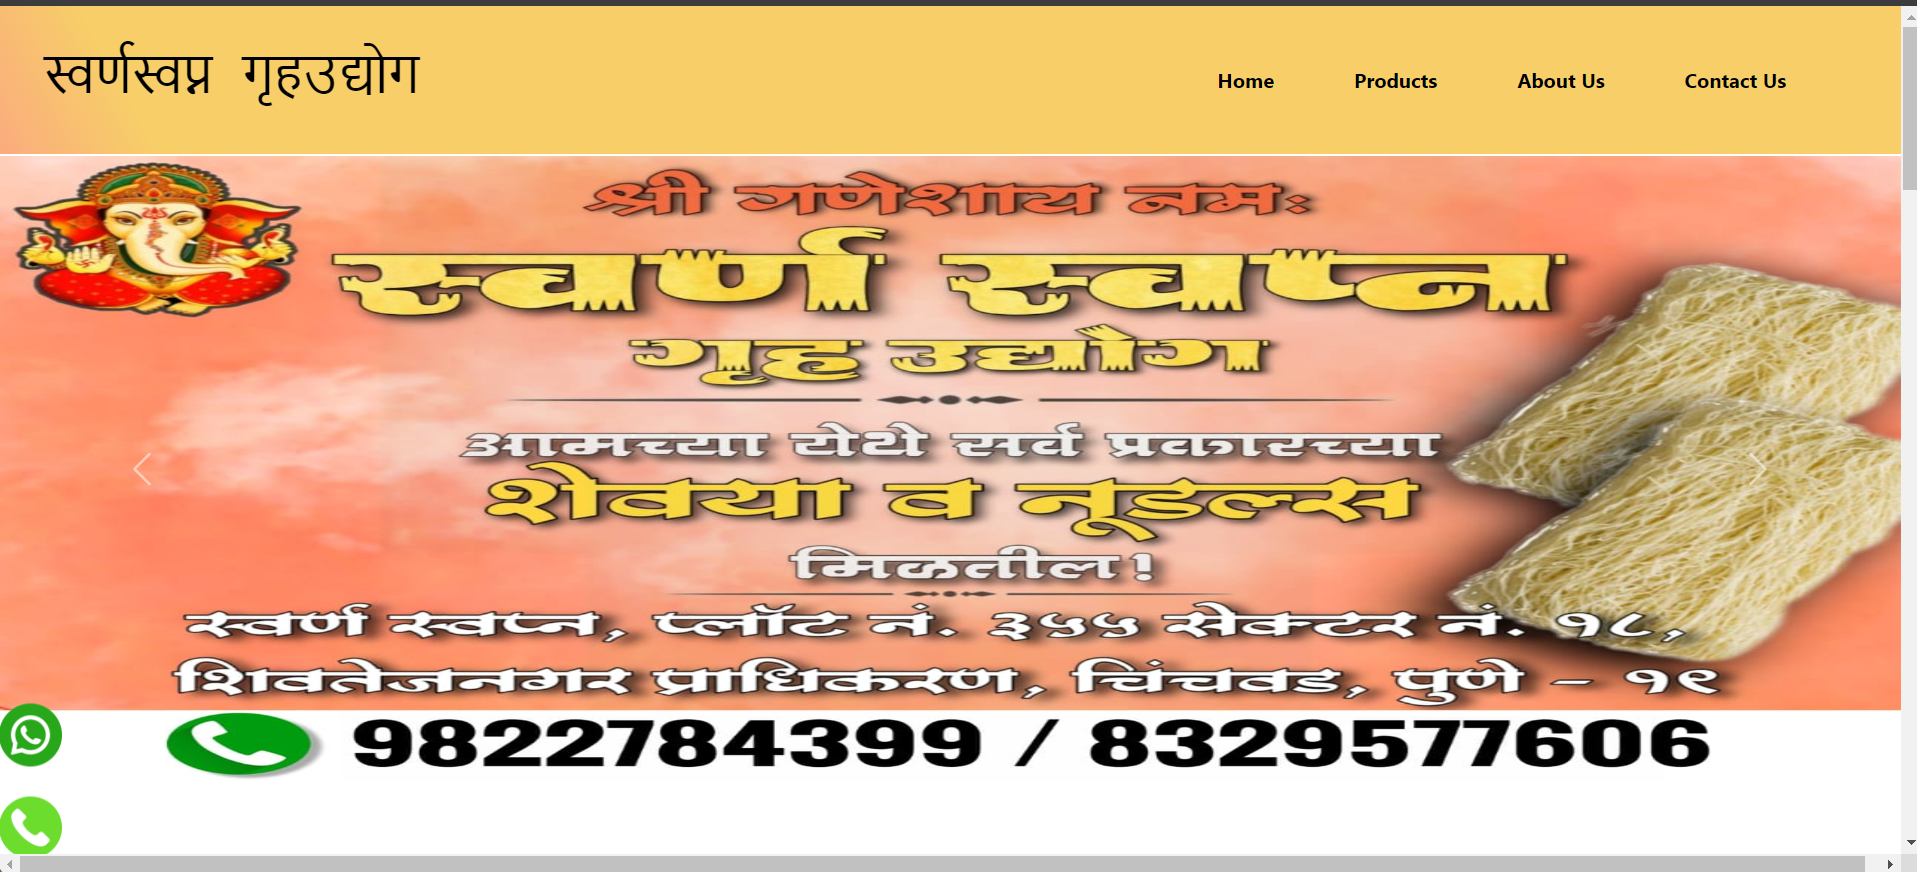 स्वर्णस्वप्न गृहउद्योग
Home Products About Us Contact Us
श्री गणेशाय नमः
स्वर्ण स्वप्न
गृह उद्योग
आमच्या येथे सर्व प्रकारच्या
शेवया व नूडल्स
मिळतील!
स्वर्ण स्वप्न, प्लॉट नं. ३५५ सेक्टर नं. १८,
शिवतेजनगर प्राधिकरण, चिंचवड, पुणे - १९
9822784399 / 8329577606